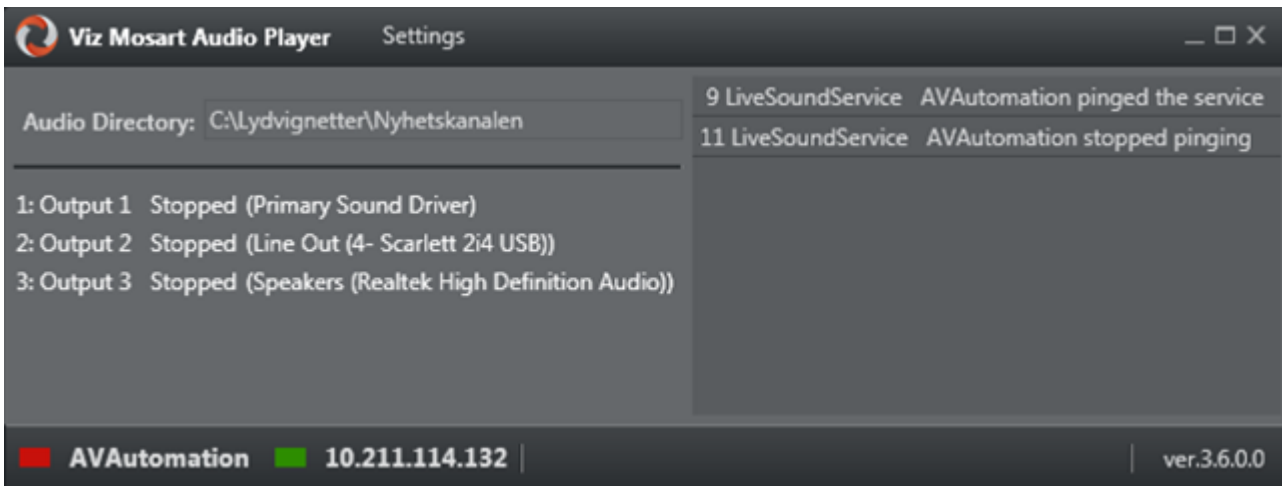 Viz Mosart Audio Player Settings
Audio Directory: C:\Lydvignetter\Nyhetskanalen
1: Output 1 Stopped (Primary Sound Driver)
2: Output 2 Stopped (Line Out (4- Scarlett 2i4 USB))
3: Output 3 Stopped (Speakers (Realtek High Definition Audio))
9 LiveSoundService AVAutomation pinged the service
11 LiveSoundService AVAutomation stopped pinging
AVAutomation 10.211.114.132 ver.3.6.0.0